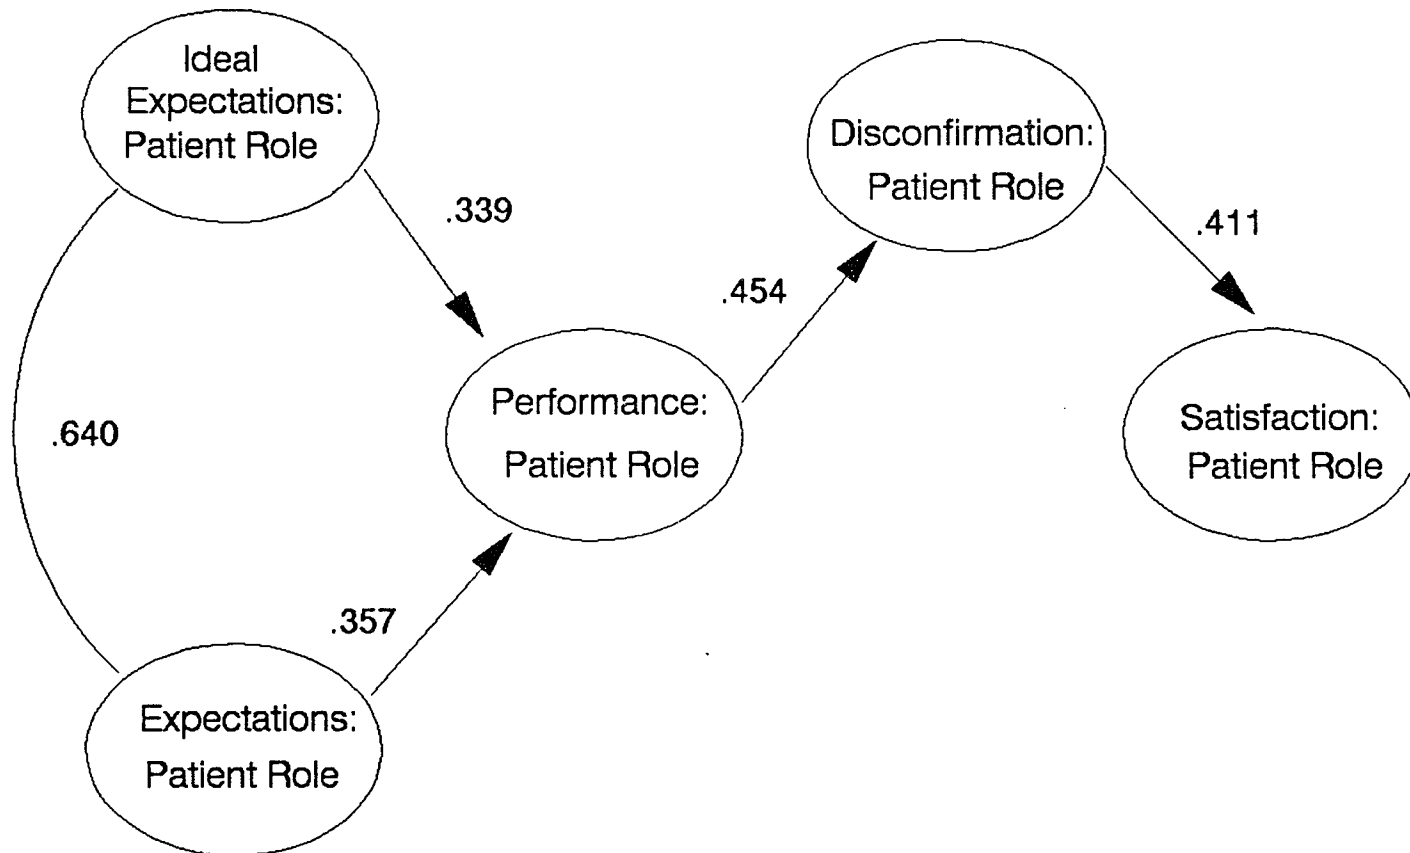 Ideal
Expectations:
Patient Role
.339
.640
.357
Expectations:
Patient Role
Performance:
Patient Role
.454
Disconfirmation:
Patient Role
.411
Satisfaction:
Patient Role